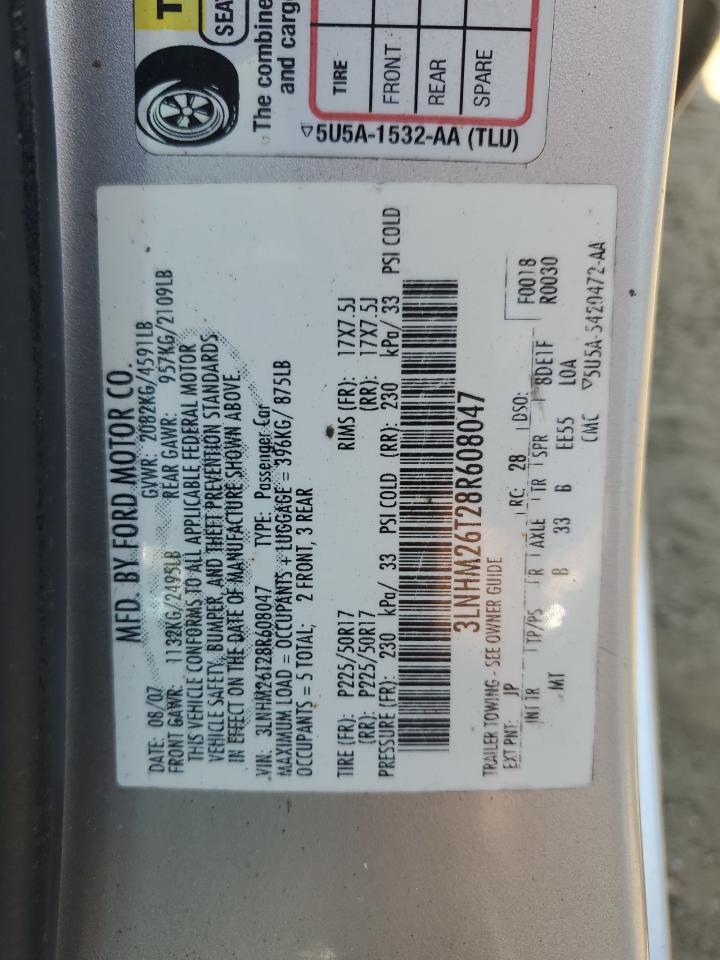 T
SEAT
The combine
and carg
TIRE
FRONT
REAR
SPARE
5U5A-1532-AA (TLU)
MFD. BY FORD MOTOR CO.
DATE: 08/07 GVWR: 2082KG/4591LB
FRONT GAWR: 1132KG/2495LB REAR GAWR: 957KG/2109LB
THIS VEHICLE CONFORMS TO ALL APPLICABLE FEDERAL MOTOR
VEHICLE SAFETY, BUMPER, AND THEFT PREVENTION STANDARDS
IN EFFECT ON THE DATE OF MANUFACTURE SHOWN ABOVE.
VIN: 3LNHM26T28R608047 TYPE: Passenger Car
MAXIMUM LOAD = OCCUPANTS + LUGGAGE = 396KG/ 875LB
OCCUPANTS = 5 TOTAL; 2 FRONT, 3 REAR
TIRE (FR): P225/50R17 RIMS (FR): 17X7.5J
(RR): P225/50R17 (RR): 17X7.5J
PRESSURE (FR): 230 kPa/ 33 PSI COLD (RR): 230 kPa/ 33 PSI COLD
3LNHM26T28R608047
TRAILER TOWING - SEE OWNER GUIDE
EXT PNT: JP RC: 28 DSO: F0018
R0030
INT TR TP/PS R AXLE TR SPR 8DE1F
MT B 33 B EE55 LOA
CMC 5U5A-5420472-AA